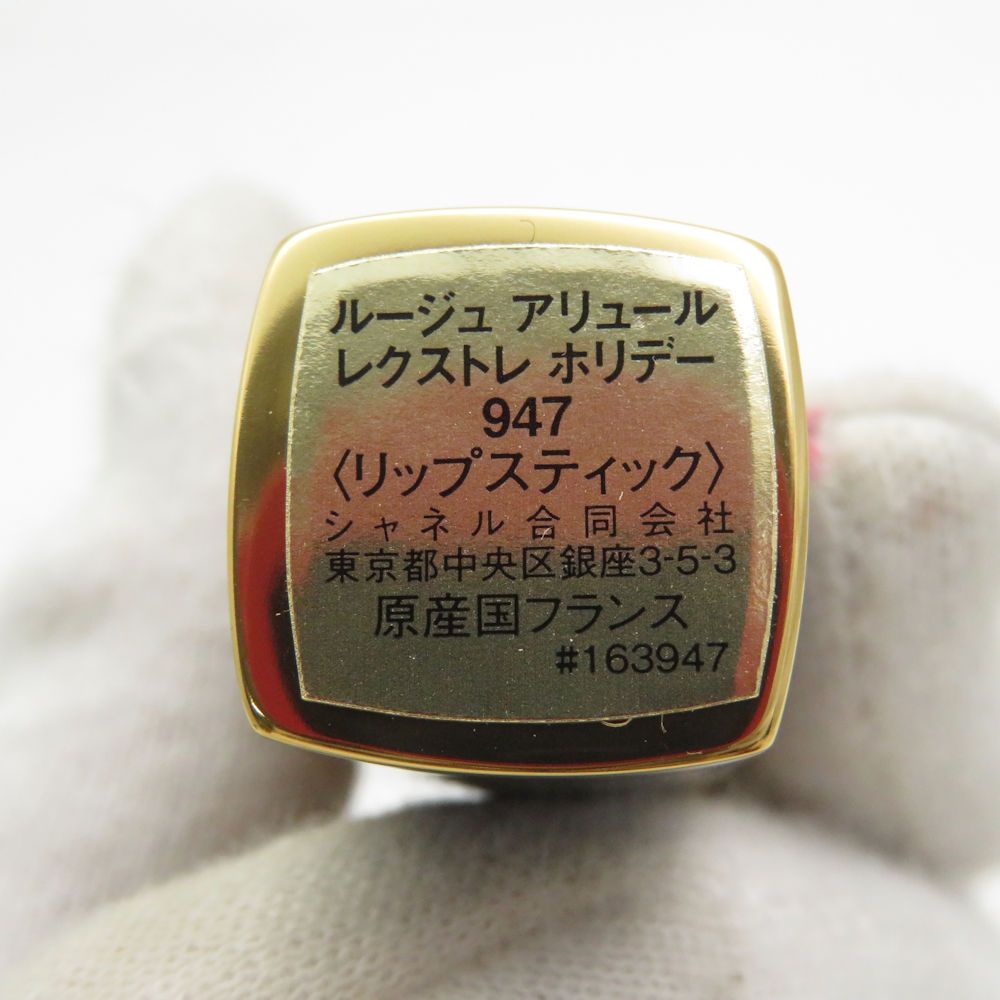 ルージュ アリュール
レクストレ ホリデー
947
〈リップスティック〉
シャネル合同会社
東京都中央区銀座3-5-3
原産国フランス
#163947